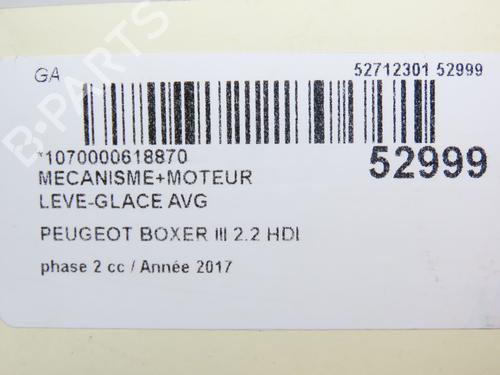 GA
52712301 52999
*1070000618870
52999
MECANISME+MOTEUR
LEVE-GLACE AVG
PEUGEOT BOXER III 2.2 HDI
phase 2 cc / Année 2017
B-PARTS